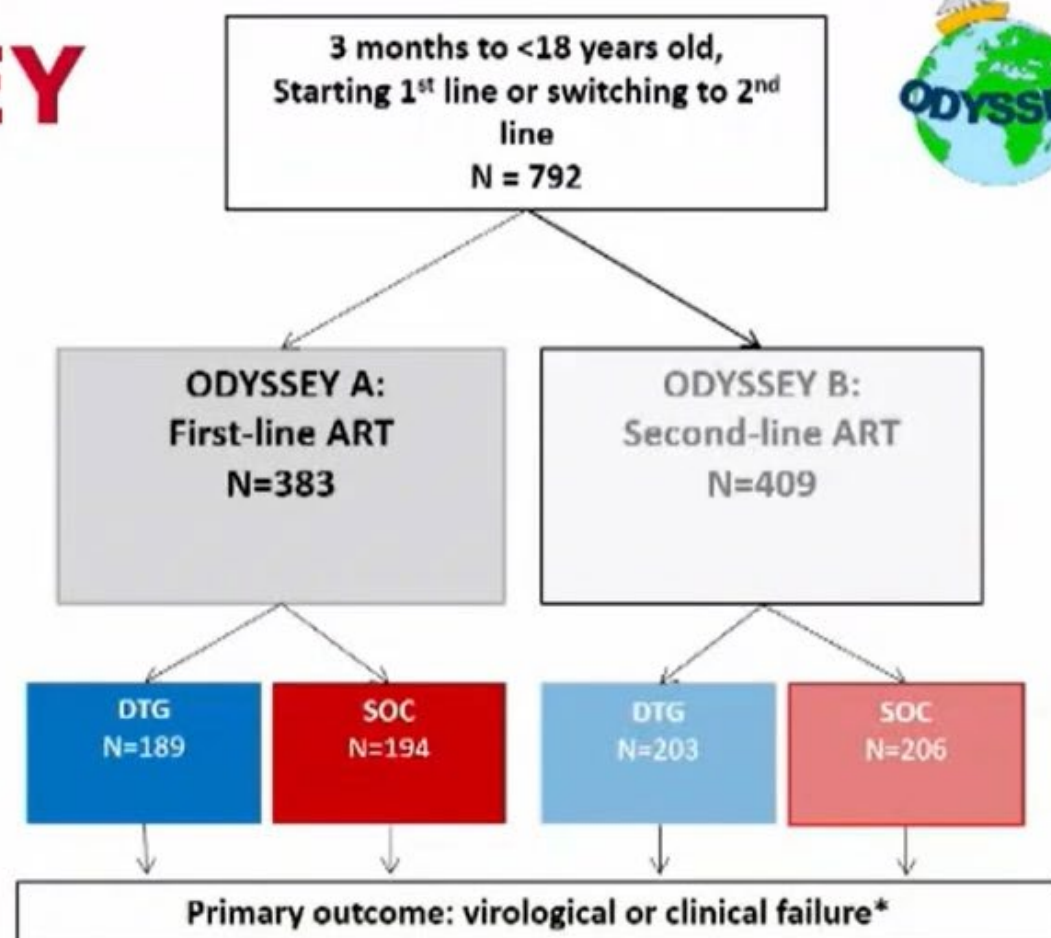 EY
3 months to <18 years old,
Starting 1st line or switching to 2nd
line
N = 792
ODYSSEY A:
First-line ART
N=383
ODYSSEY B:
Second-line ART
N=409
DTG
N=189
SOC
N=194
DTG
N=203
SOC
N=206
Primary outcome: virological or clinical failure*